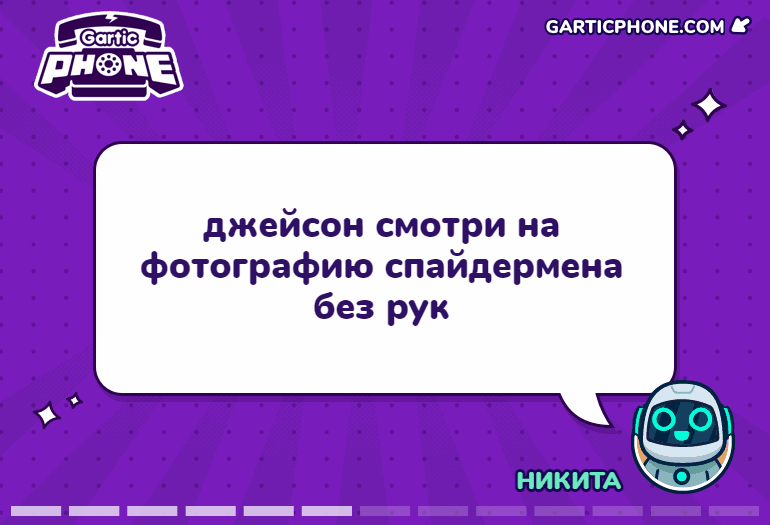 Gartic
PHONE
GARTICPHONE.COM
джейсон смотри на
фотографию спайдермена
без рук
НИКИТА